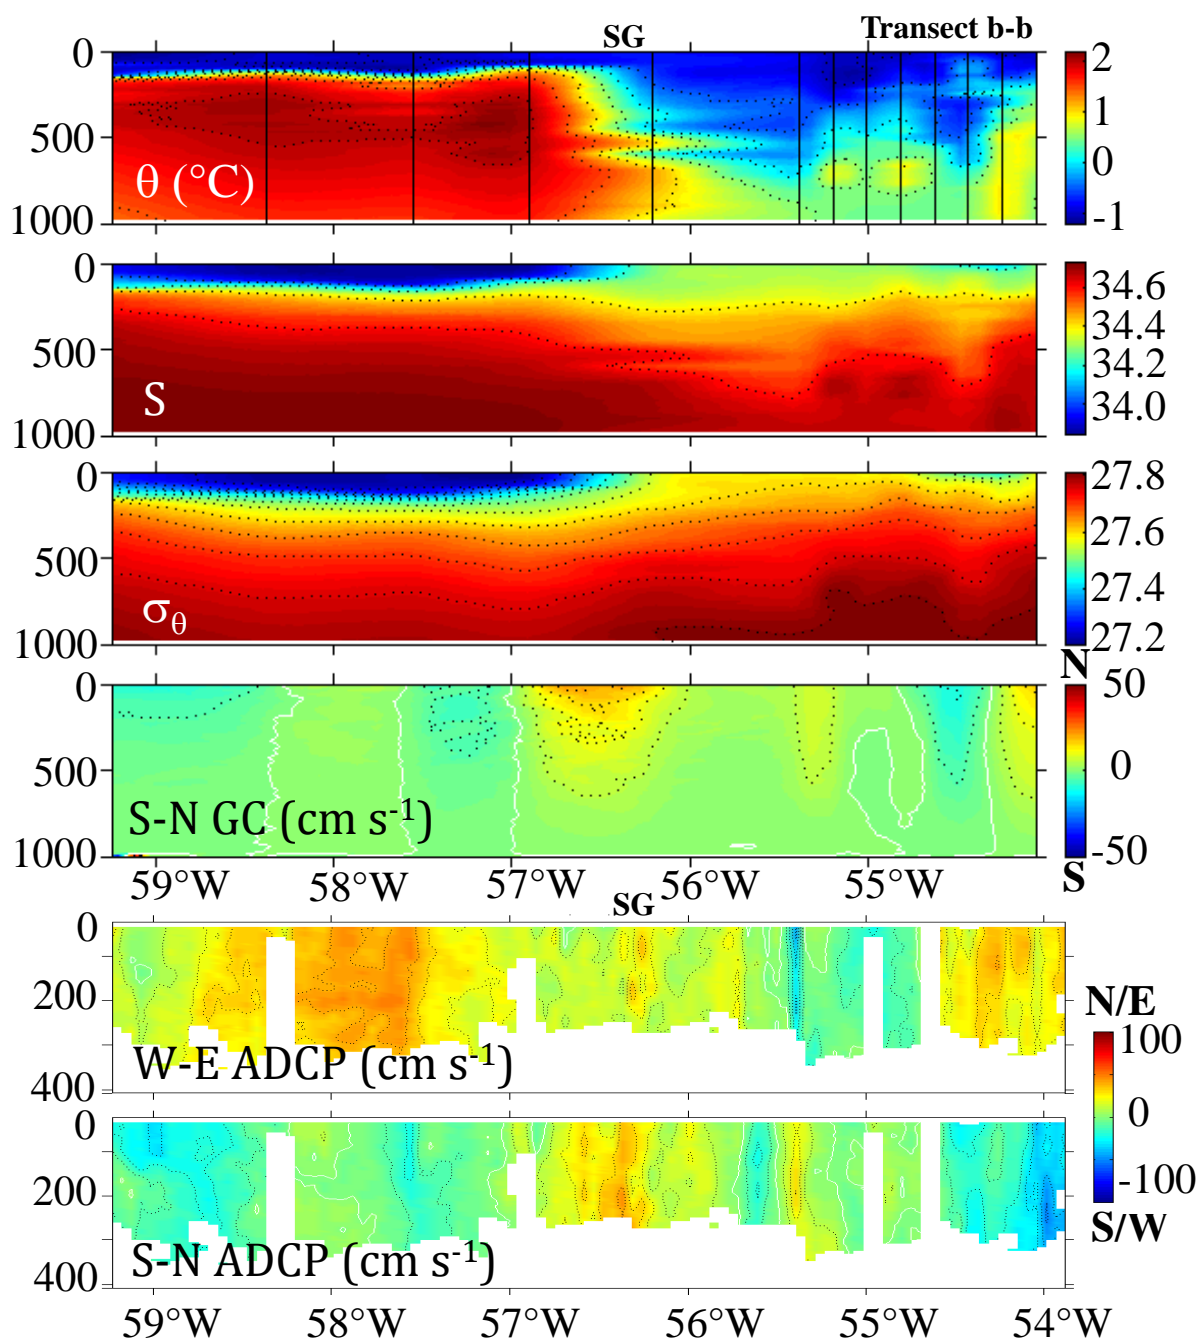 SG Transect b-b
0
500
1000
θ (°C)
2
1
0
-1
0
500
1000
S
34.6
34.4
34.2
34.0
0
500
1000
σθ
27.8
27.6
27.4
27.2
N
0
500
1000
S-N GC (cm s-1)
50
0
-50
S
59°W 58°W 57°W 56°W 55°W
SG
0
200
400
W-E ADCP (cm s-1)
N/E
100
0
-100
S/W
0
200
400
S-N ADCP (cm s-1)
59°W 58°W 57°W 56°W 55°W 54°W